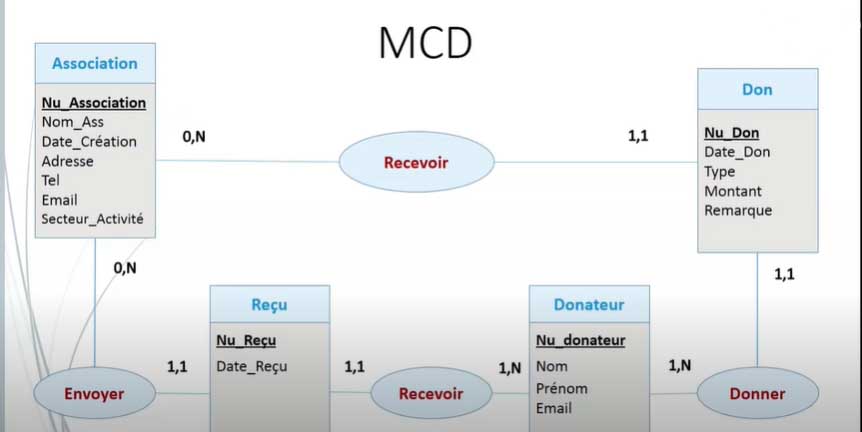 MCD
Association
Nu_Association
Nom_Ass
Date_Création
Adresse
Tel
Email
Secteur_Activité
0,N
Recevoir
1,1
Don
Nu_Don
Date_Don
Type
Montant
Remarque
0,N
1,1
Envoyer
1,1
Reçu
Nu_Reçu
Date_Reçu
1,1
Recevoir
1,N
Donateur
Nu_donateur
Nom
Prénom
Email
1,N
Donner